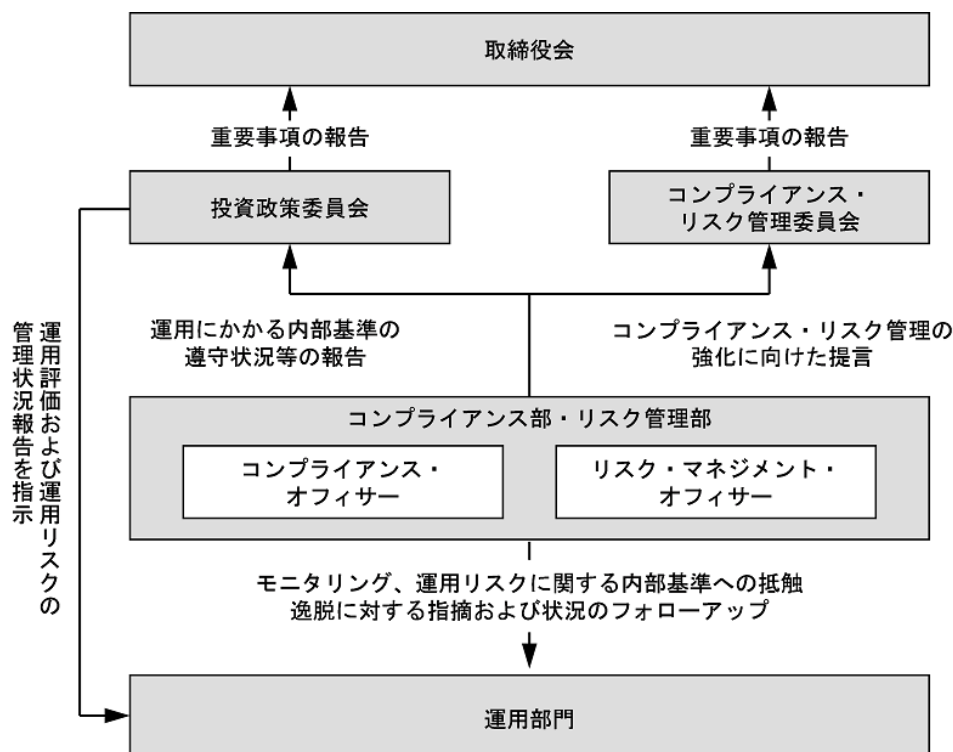 取締役会
重要事項の報告
重要事項の報告
投資政策委員会
コンプライアンス・
リスク管理委員会
運用にかかる内部基準の
遵守状況等の報告
コンプライアンス・リスク管理の
強化に向けた提言
運用評価および運用リスクの
管理状況報告を指示
コンプライアンス部・リスク管理部
コンプライアンス・
オフィサー
リスク・マネジメント・
オフィサー
モニタリング、運用リスクに関する内部基準への抵触
逸脱に対する指摘および状況のフォローアップ
運用部門